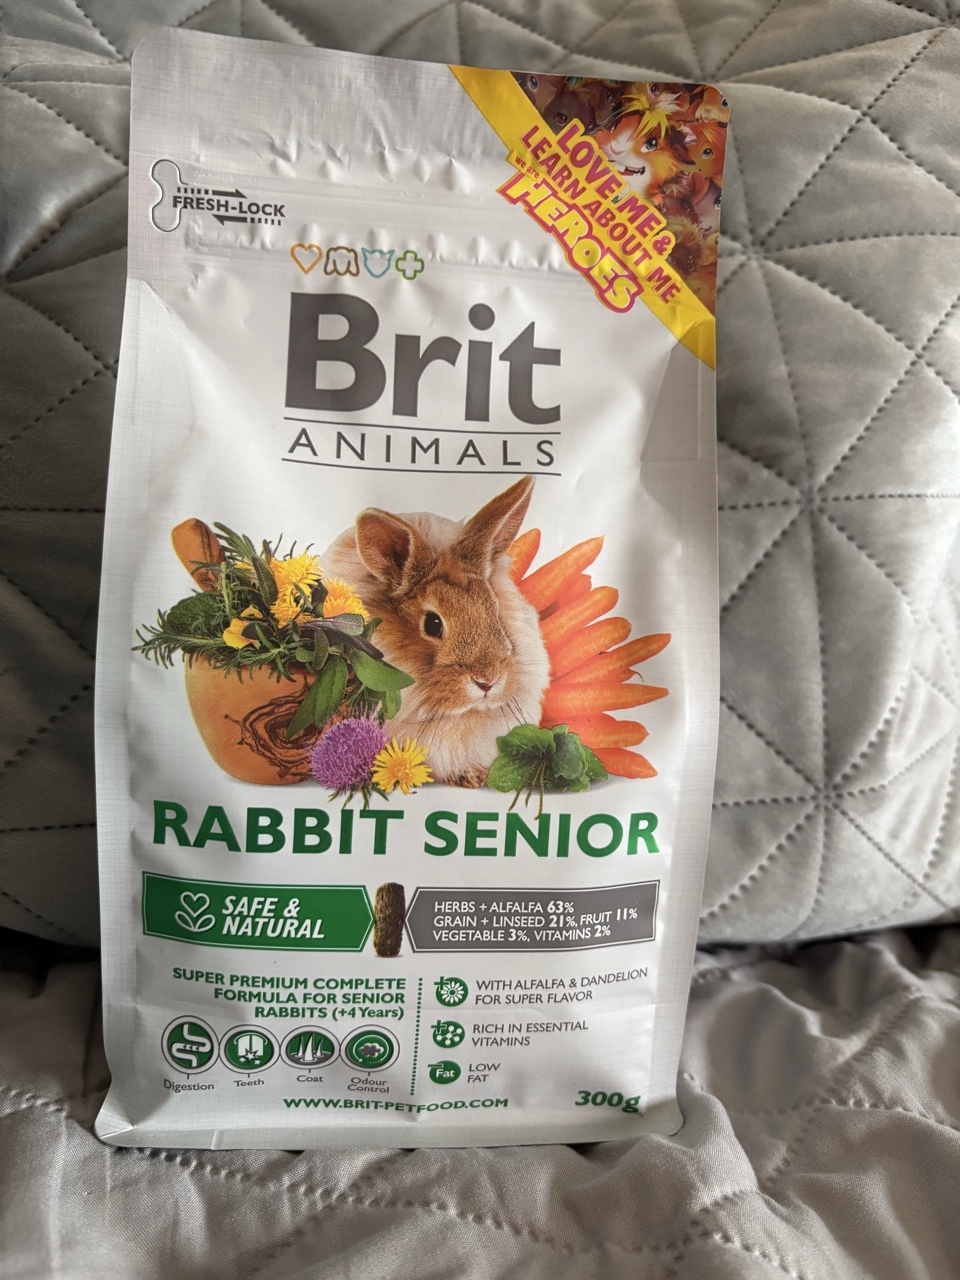 FRESH-LOCK
LOVE ME &
LEARN ABOUT ME
we are
HEROES
Brit
ANIMALS
RABBIT SENIOR
SAFE &
NATURAL
HERBS + ALFALFA 63%
GRAIN + LINSEED 21%, FRUIT 11%
VEGETABLE 3%, VITAMINS 2%
SUPER PREMIUM COMPLETE
FORMULA FOR SENIOR
RABBITS (+4 Years)
Digestion
Teeth
Coat
Odour
Control
WITH ALFALFA & DANDELION
FOR SUPER FLAVOR
RICH IN ESSENTIAL
VITAMINS
Fat
LOW
FAT
WWW.BRIT-PETFOOD.COM
300g